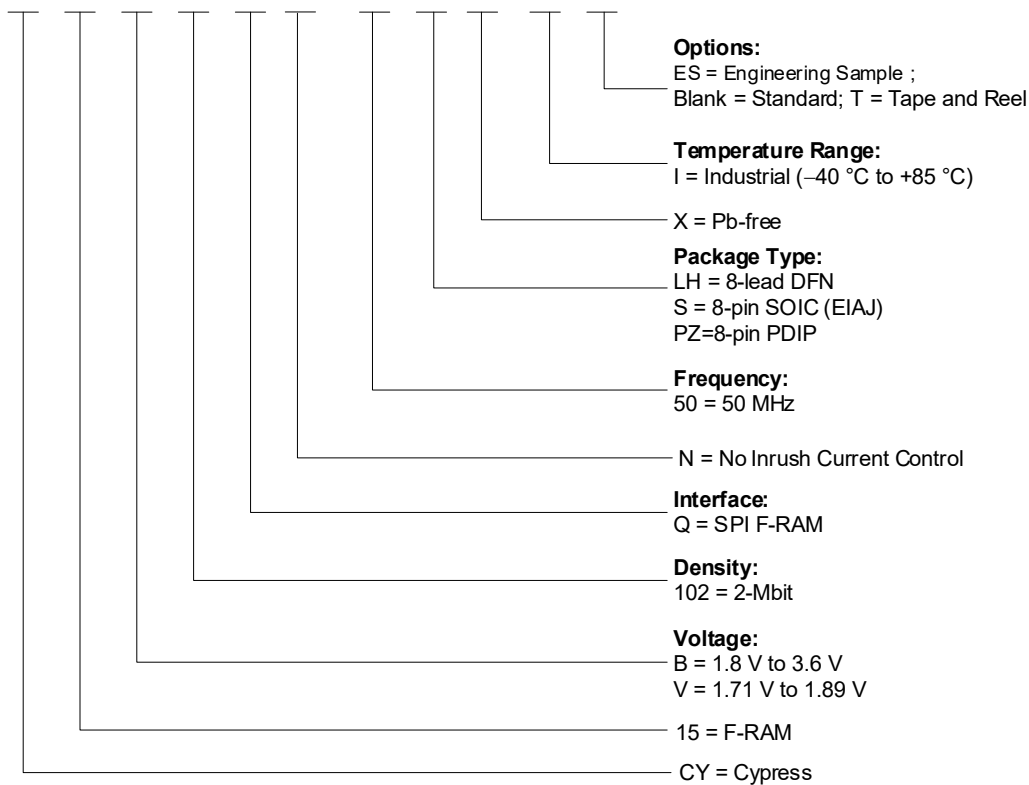 Options:
ES = Engineering Sample ;
Blank = Standard; T = Tape and Reel
Temperature Range:
I = Industrial (–40 °C to +85 °C)
X = Pb-free
Package Type:
LH = 8-lead DFN
S = 8-pin SOIC (EIAJ)
PZ=8-pin PDIP
Frequency:
50 = 50 MHz
N = No Inrush Current Control
Interface:
Q = SPI F-RAM
Density:
102 = 2-Mbit
Voltage:
B = 1.8 V to 3.6 V
V = 1.71 V to 1.89 V
15 = F-RAM
CY = Cypress